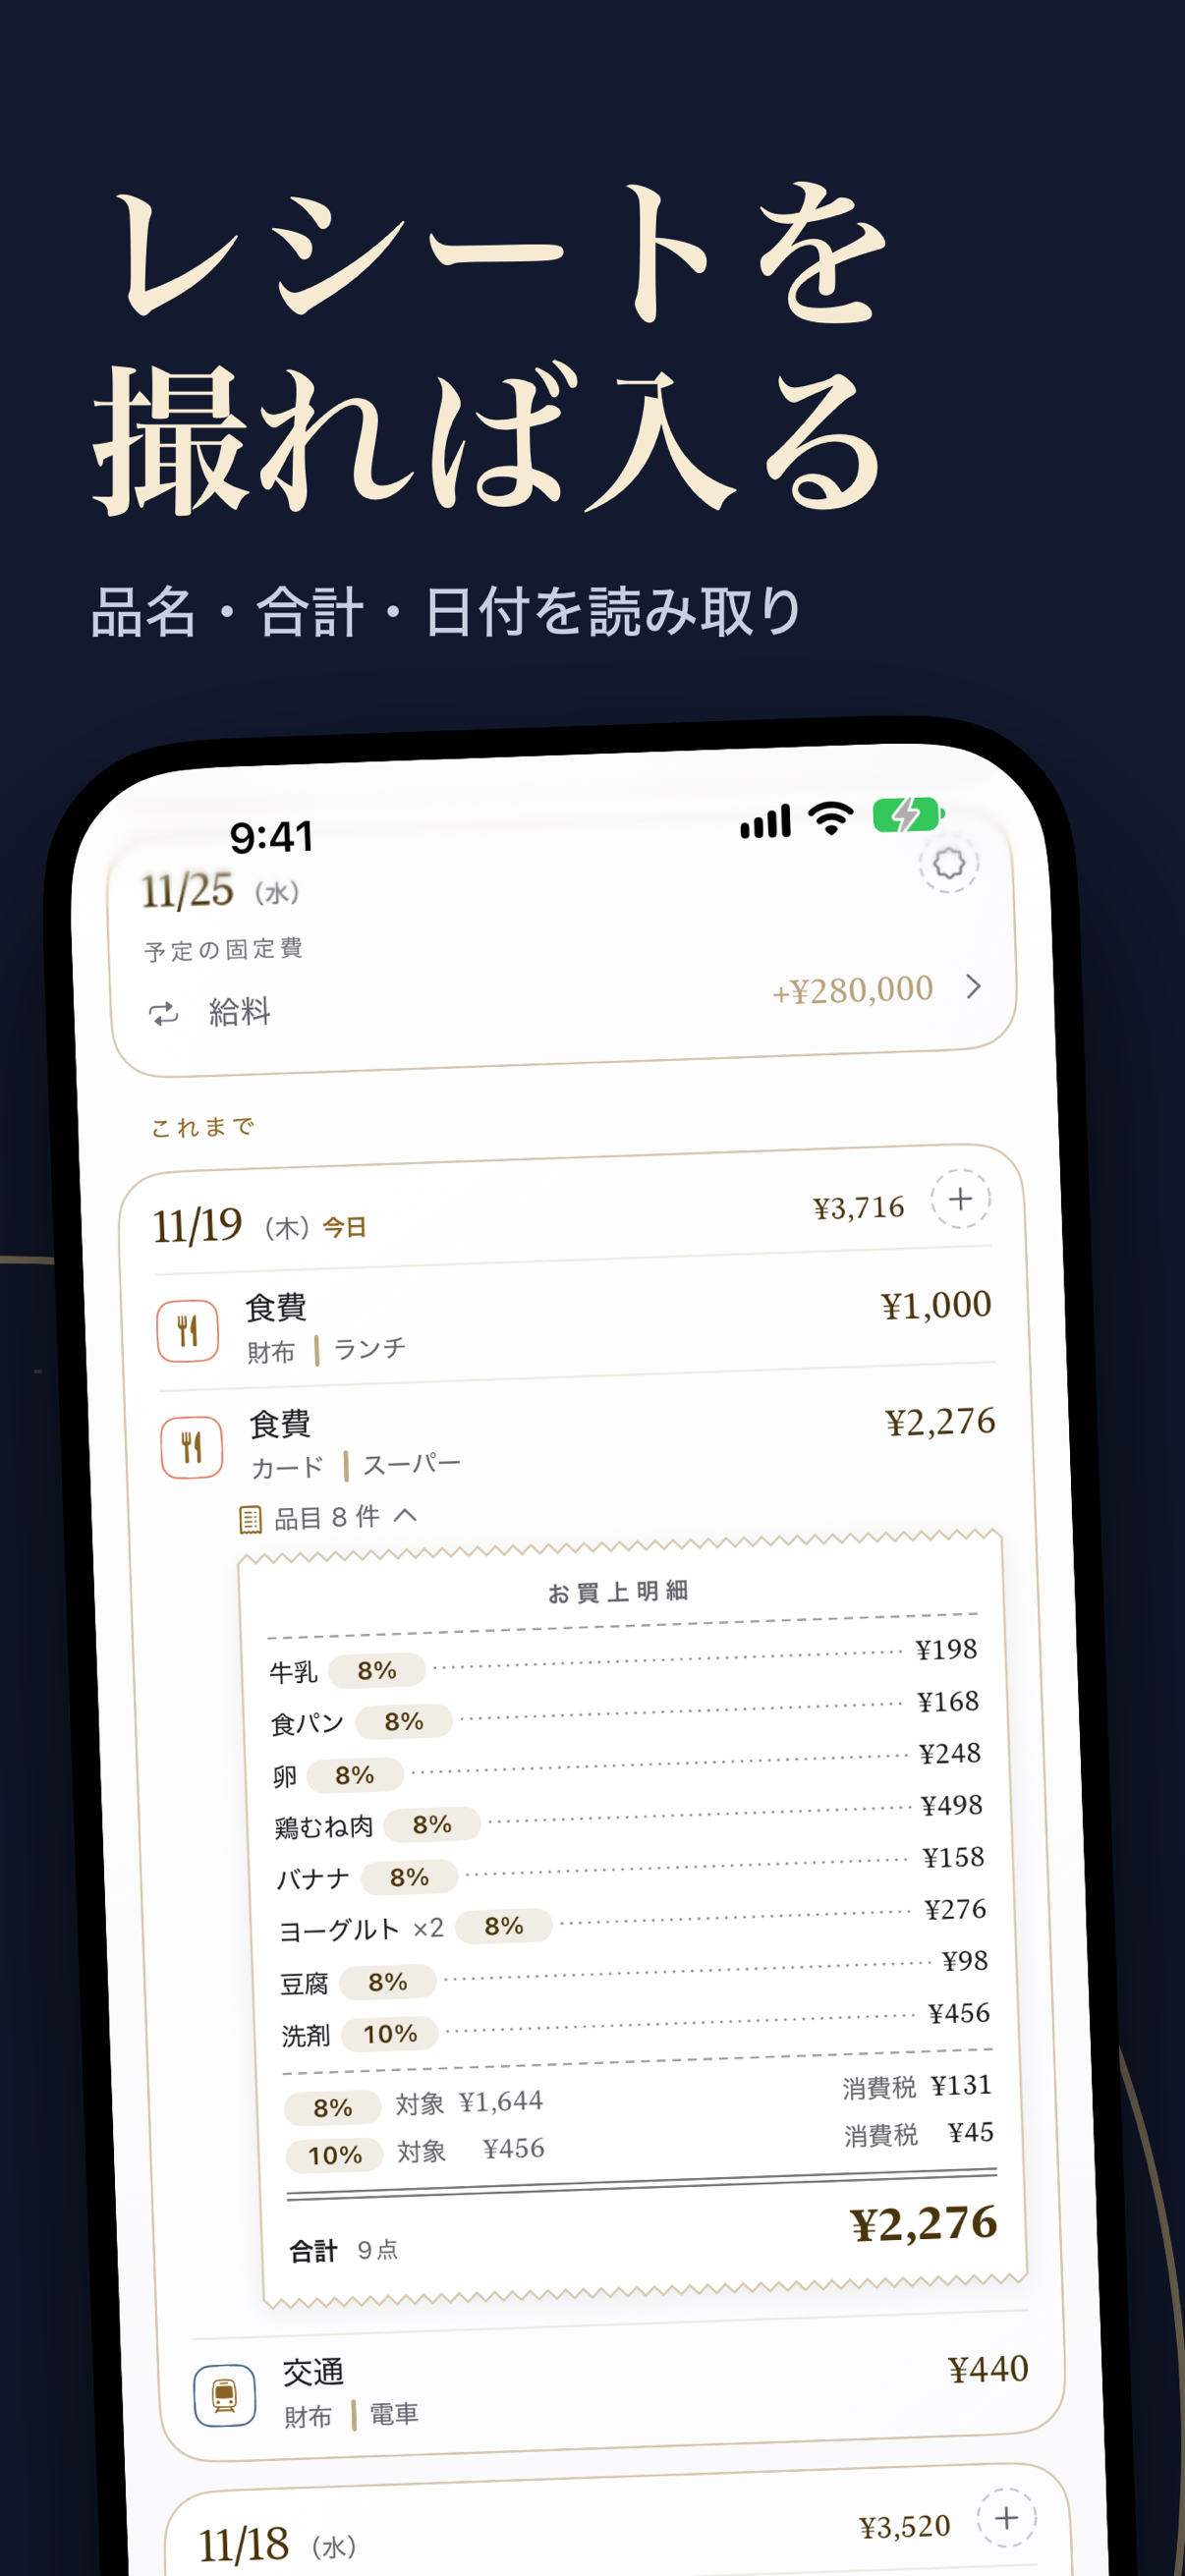 レシートを
撮れば入る
品名・合計・日付を読み取り
9:41
11/25（水）
予定の固定費
給料 +¥280,000
これまで
11/19（木）今日 ¥3,716
食費 ¥1,000
財布 ランチ
食費 ¥2,276
カード スーパー
品目 8 件
お買上明細
牛乳 8% ¥198
食パン 8% ¥168
卵 8% ¥248
鶏むね肉 8% ¥498
バナナ 8% ¥158
ヨーグルト ×2 8% ¥276
豆腐 8% ¥98
洗剤 10% ¥456
8% 対象 ¥1,644 消費税 ¥131
10% 対象 ¥456 消費税 ¥45
合計 9点 ¥2,276
交通 ¥440
財布 電車
11/18（水） ¥3,520